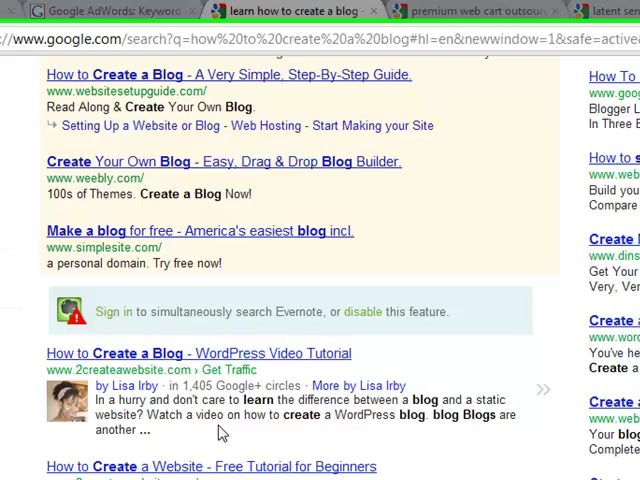 Google AdWords: Keyword
learn how to create a blog -
premium web cart outsour
latent sen
://www.google.com/search?q=how%20to%20create%20a%20blog#hl=en&newwindow=1&safe=active&
How to Create a Blog - A Very Simple, Step-By-Step Guide.
www.websitesetupguide.com/
Read Along & Create Your Own Blog.
Setting Up a Website or Blog - Web Hosting - Start Making your Site
Create Your Own Blog - Easy, Drag & Drop Blog Builder.
www.weebly.com/
100s of Themes. Create a Blog Now!
Make a blog for free - America's easiest blog incl.
www.simplesite.com/
a personal domain. Try free now!
Sign in to simultaneously search Evernote, or disable this feature.
How to Create a Blog - WordPress Video Tutorial
www.2createawebsite.com › Get Traffic
by Lisa Irby - in 1,405 Google+ circles - More by Lisa Irby
In a hurry and don't care to learn the difference between a blog and a static
website? Watch a video on how to create a WordPress blog. blog Blogs are
another ...
How to Create a Website - Free Tutorial for Beginners
How To
www.goo
Blogger L
In Three E
How to s
www.web
Build you
Compare
Create N
www.dins
Get Your
Very, Ver
Create a
www.wor
You've he
Create a
Create a
www.web
Your blog
Complete